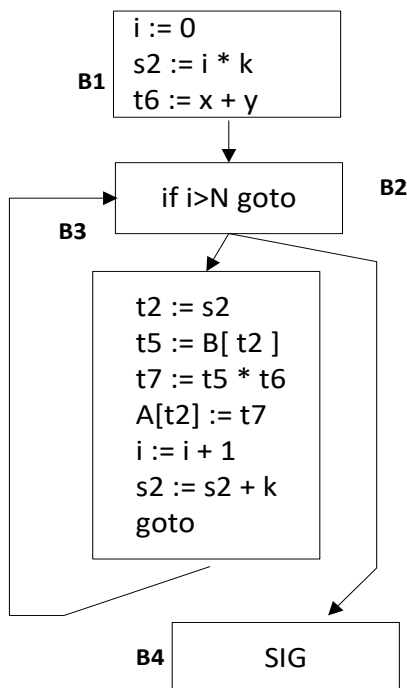 i := 0
s2 := i * k
B1
t6 := x + y
if i>N goto
B2
B3
t2 := s2
t5 := B[ t2 ]
t7 := t5 * t6
A[t2] := t7
i := i + 1
s2 := s2 + k
goto
B4
SIG